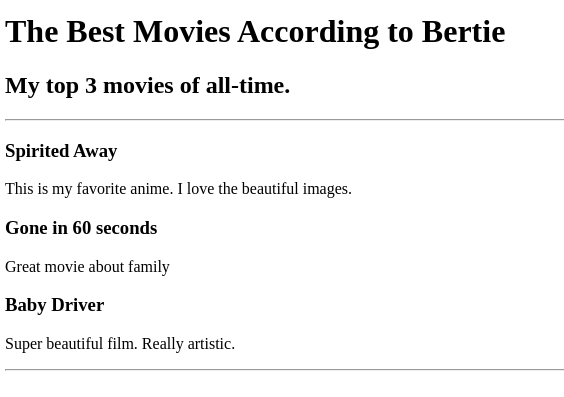 The Best Movies According to Bertie
My top 3 movies of all-time.
Spirited Away
This is my favorite anime. I love the beautiful images.
Gone in 60 seconds
Great movie about family
Baby Driver
Super beautiful film. Really artistic.